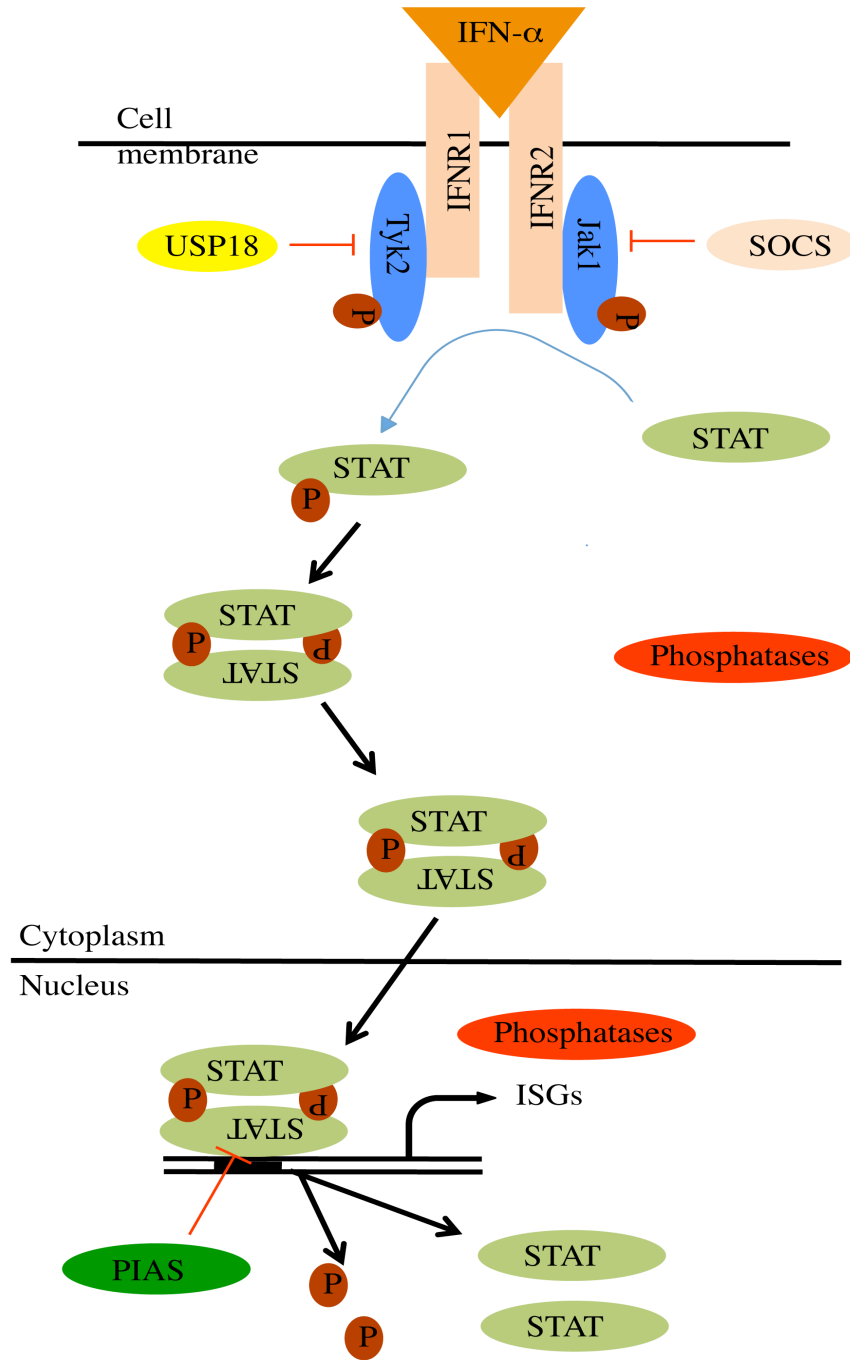 IFN-α
Cell
membrane
IFNR1
IFNR2
Tyk2
Jak1
USP18
SOCS
P
P
STAT
STAT
P
STAT
P
P
STAT
Phosphatases
STAT
P
P
STAT
Cytoplasm
Nucleus
Phosphatases
STAT
P
P
STAT
ISGs
PIAS
STAT
P
STAT
P